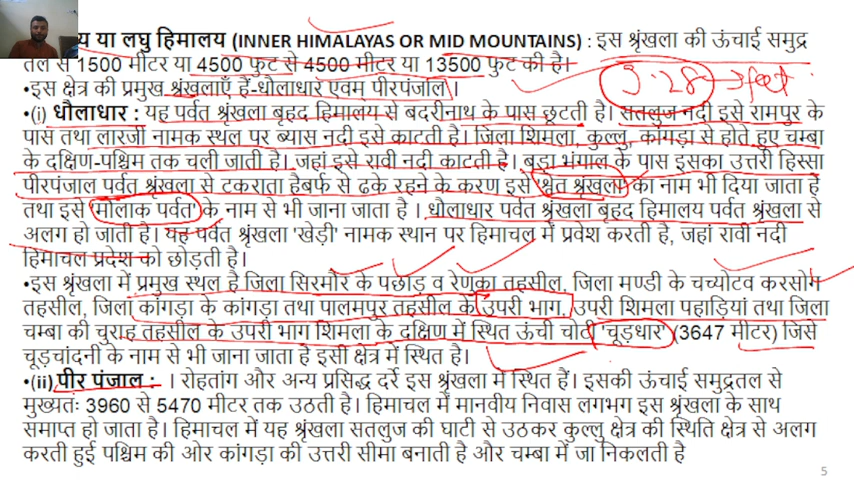 या लघु हिमालय (INNER HIMALAYAS OR MID MOUNTAINS) : इस श्रृंखला की ऊंचाई समुद्र
तल से 1500 मीटर या 4500 फुट से 4500 मीटर या 13500 फुट की है।
•इस क्षेत्र की प्रमुख श्रृंखलाएँ हैं-धौलाधार एवम् पीरपंजाल ।
3.28 → feet
•(i) धौलाधार : यह पर्वत श्रृंखला बृहद हिमालय से बदरीनाथ के पास छूटती है। सतलुज नदी इसे रामपुर के
पास तथा लारजी नामक स्थल पर ब्यास नदी इसे काटती है। जिला शिमला, कुल्लु, कांगड़ा से होते हुए चम्बा
के दक्षिण-पश्चिम तक चली जाती है। जहां इसे रावी नदी काटती है। बड़ा भंगाल के पास इसका उत्तरी हिस्सा
पीरपंजाल पर्वत श्रृंखला से टकराता हैबर्फ से ढके रहने के करण इसे 'श्वेत श्रृंखला' का नाम भी दिया जाता है
तथा इसे 'मोलाक पर्वत' के नाम से भी जाना जाता है । धौलाधार पर्वत श्रृंखला बृहद हिमालय पर्वत श्रृंखला से
अलग हो जाती है। यह पर्वत श्रृंखला 'खेड़ी' नामक स्थान पर हिमाचल में प्रवेश करती है, जहां रावी नदी
हिमाचल प्रदेश को छोड़ती है।
•इस श्रृंखला में प्रमुख स्थल है जिला सिरमौर के पछाड़ व रेणका तहसील, जिला मण्डी के चच्योटव करसोम
तहसील, जिला कांगड़ा के कांगड़ा तथा पालमपुर तहसील के उपरी भाग, उपरी शिमला पहाड़ियां तथा जिला
चम्बा की चुराह तहसील के उपरी भाग शिमला के दक्षिण में स्थित ऊंची चोटी 'चूड़धार' (3647 मीटर) जिसे
चूड़चांदनी के नाम से भी जाना जाता है इसी क्षेत्र में स्थित है।
•(ii) पीर पंजाल : । रोहतांग और अन्य प्रसिद्ध दर्रे इस श्रृंखला में स्थित हैं। इसकी ऊंचाई समुद्रतल से
मुख्यतः 3960 से 5470 मीटर तक उठती है। हिमाचल में मानवीय निवास लगभग इस श्रृंखला के साथ
समाप्त हो जाता है। हिमाचल में यह श्रृंखला सतलुज की घाटी से उठकर कुल्लु क्षेत्र की स्थिति क्षेत्र से अलग
करती हुई पश्चिम की ओर कांगड़ा की उत्तरी सीमा बनाती है और चम्बा में जा निकलती है
5